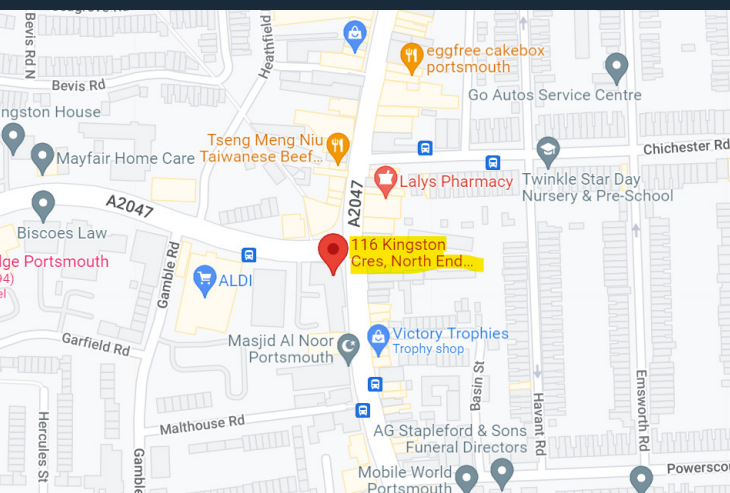 Bevis Rd N
Heathfield
eggfree cakebox
portsmouth
Bevis Rd
Go Autos Service Centre
ngston House
Tseng Meng Niu
Taiwanese Beef...
Mayfair Home Care
Chichester Rd
Lalys Pharmacy
Twinkle Star Day
Nursery & Pre-School
A2047
A2047
Biscoes Law
116 Kingston
Cres, North End...
dge Portsmouth
94)
el
Gamble Rd
ALDI
Garfield Rd
Masjid Al Noor
Portsmouth
Victory Trophies
Trophy shop
Basin St
Havant Rd
Emsworth Rd
Hercules St
Malthouse Rd
Gamble
AG Stapleford & Sons
Funeral Directors
Mobile World
Portsmouth
Powersco